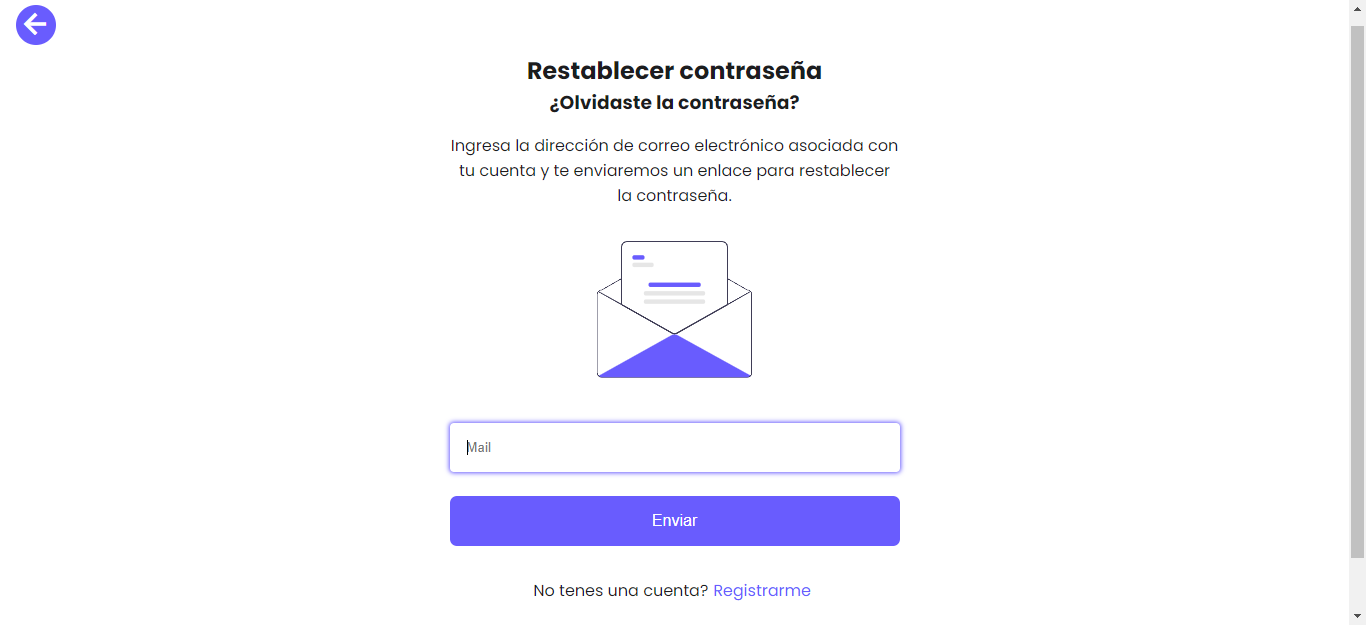 Restablecer contraseña
¿Olvidaste la contraseña?
Ingresa la dirección de correo electrónico asociada con
tu cuenta y te enviaremos un enlace para restablecer
la contraseña.
Mail
Enviar
No tenes una cuenta? Registrarme